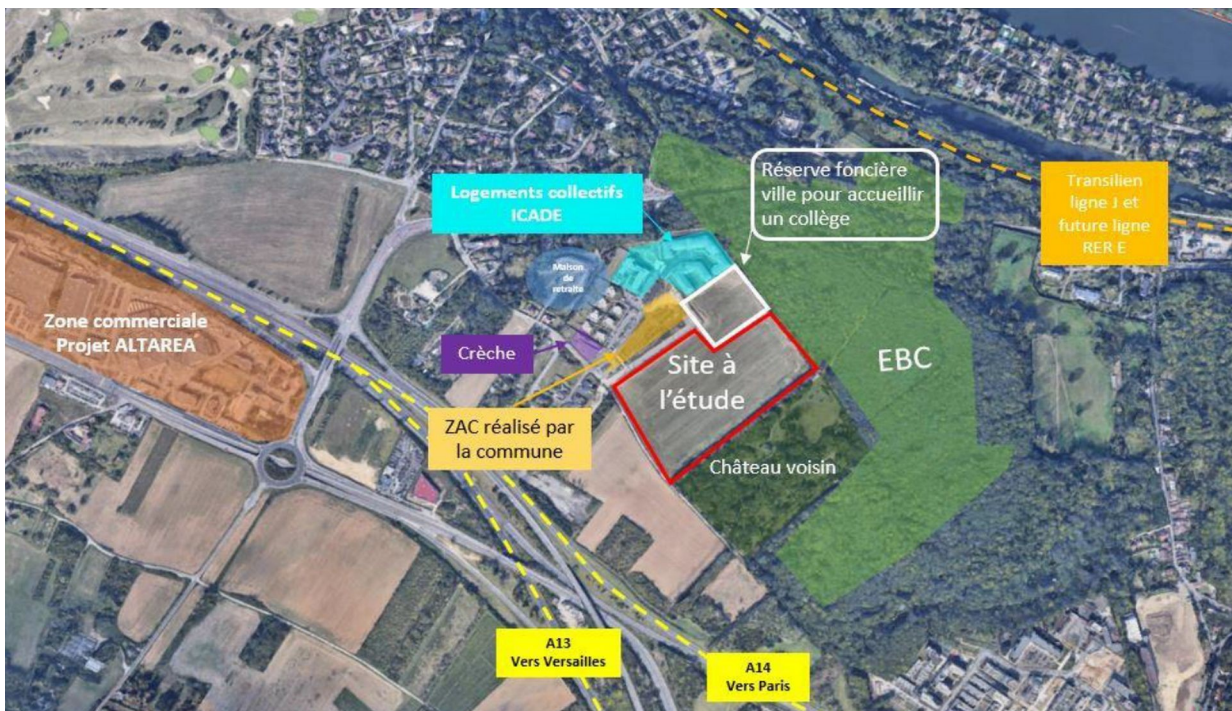 Réserve foncière
ville pour accueillir
un collège
Logements collectifs
ICADE
Transilien
ligne J et
future ligne
RER E
Maison
de
retraite
Zone commerciale
Projet ALTAREA
Crèche
Site à
l'étude
EBC
ZAC réalisé par
la commune
Château voisin
A13
Vers Versailles
A14
Vers Paris